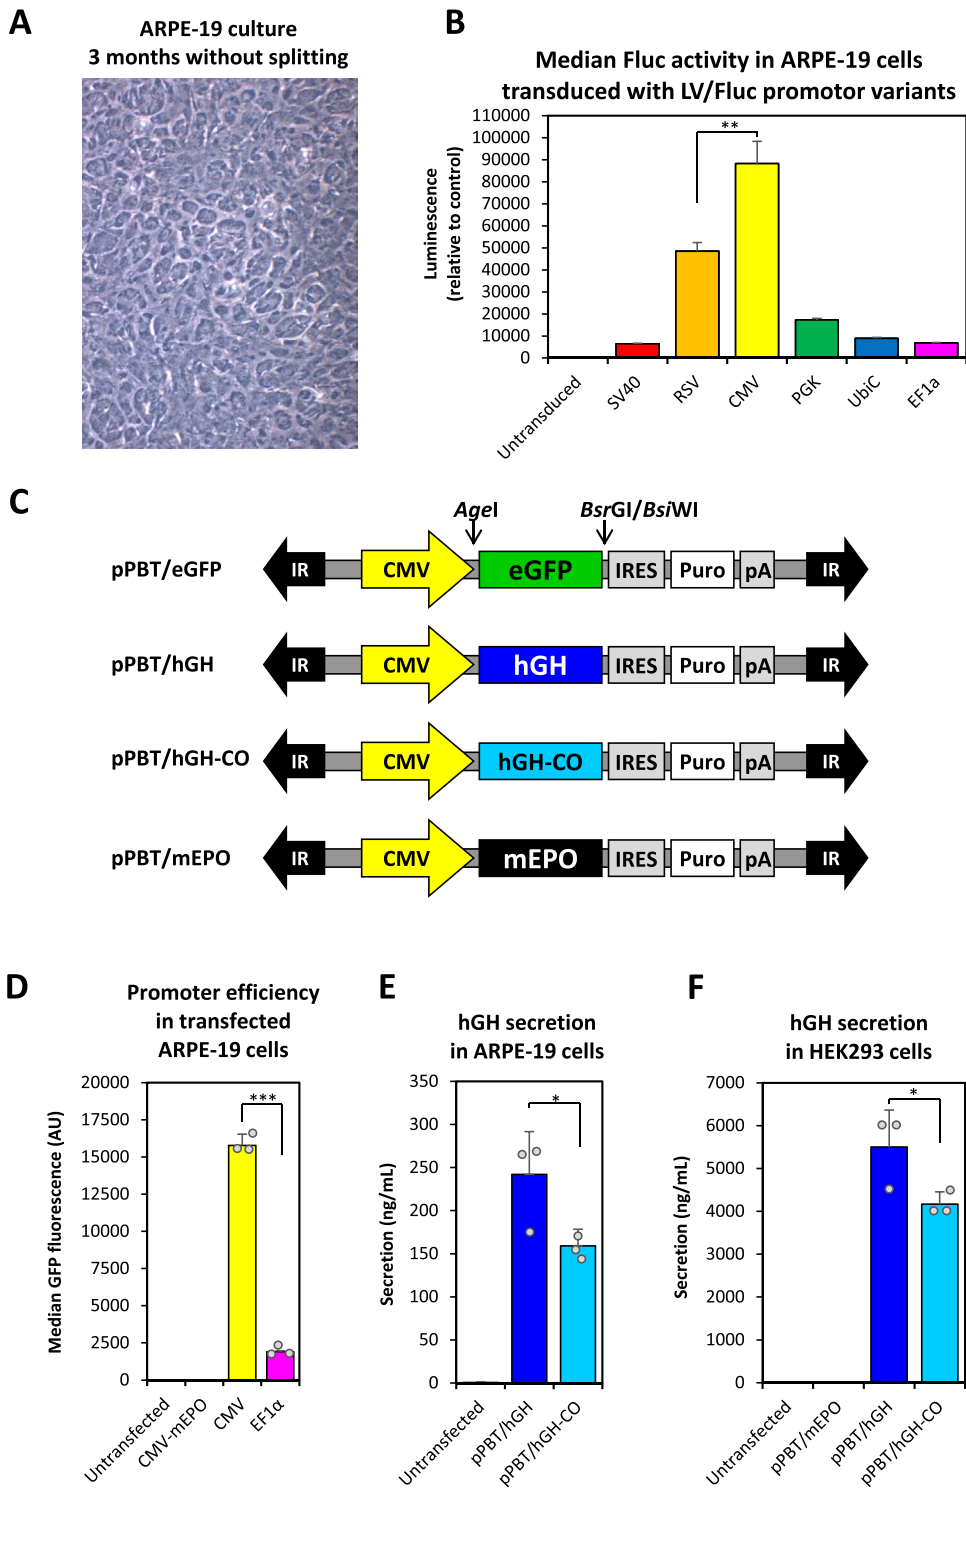 A
ARPE-19 culture
3 months without splitting
B
Median Fluc activity in ARPE-19 cells
transduced with LV/Fluc promotor variants
Luminescence
(relative to control)
110000
100000
90000
80000
70000
60000
50000
40000
30000
20000
10000
0
**
Untransduced
SV40
RSV
CMV
PGK
UbiC
EF1a
C
AgeI
BsrGI/BsiWI
pPBT/eGFP
IR
CMV
eGFP
IRES
Puro
pA
IR
pPBT/hGH
IR
CMV
hGH
IRES
Puro
pA
IR
pPBT/hGH-CO
IR
CMV
hGH-CO
IRES
Puro
pA
IR
pPBT/mEPO
IR
CMV
mEPO
IRES
Puro
pA
IR
D
Promoter efficiency
in transfected
ARPE-19 cells
Median GFP fluorescence (AU)
20000
17500
15000
12500
10000
7500
5000
2500
0
***
Untransfected
CMV-mEPO
CMV
EF1α
E
hGH secretion
in ARPE-19 cells
Secretion (ng/mL)
350
300
250
200
150
100
50
0
*
Untransfected
pPBT/hGH
pPBT/hGH-CO
F
hGH secretion
in HEK293 cells
Secretion (ng/mL)
7000
6000
5000
4000
3000
2000
1000
0
*
Untransfected
pPBT/mEPO
pPBT/hGH
pPBT/hGH-CO